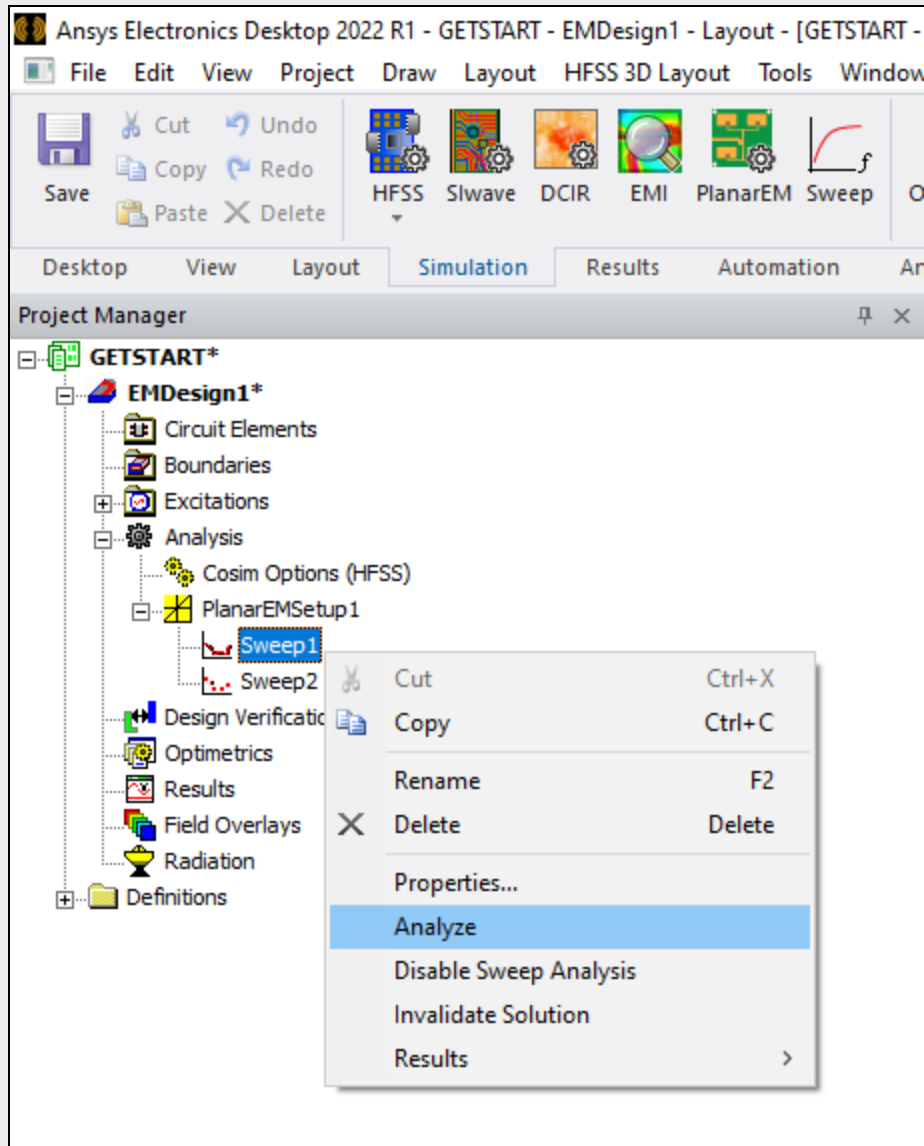 Ansys Electronics Desktop 2022 R1 - GETSTART - EMDesign1 - Layout - [GETSTART -
File Edit View Project Draw Layout HFSS 3D Layout Tools Window
Cut Undo
Copy Redo
Paste Delete
Save HFSS SIwave DCIR EMI PlanarEM Sweep
Desktop View Layout Simulation Results Automation
Project Manager
GETSTART*
EMDesign1*
Circuit Elements
Boundaries
Excitations
Analysis
Cosim Options (HFSS)
PlanarEMSetup1
Sweep1
Sweep2
Design Verificatio
Optimetrics
Results
Field Overlays
Radiation
Definitions
Cut Ctrl+X
Copy Ctrl+C
Rename F2
Delete Delete
Properties...
Analyze
Disable Sweep Analysis
Invalidate Solution
Results